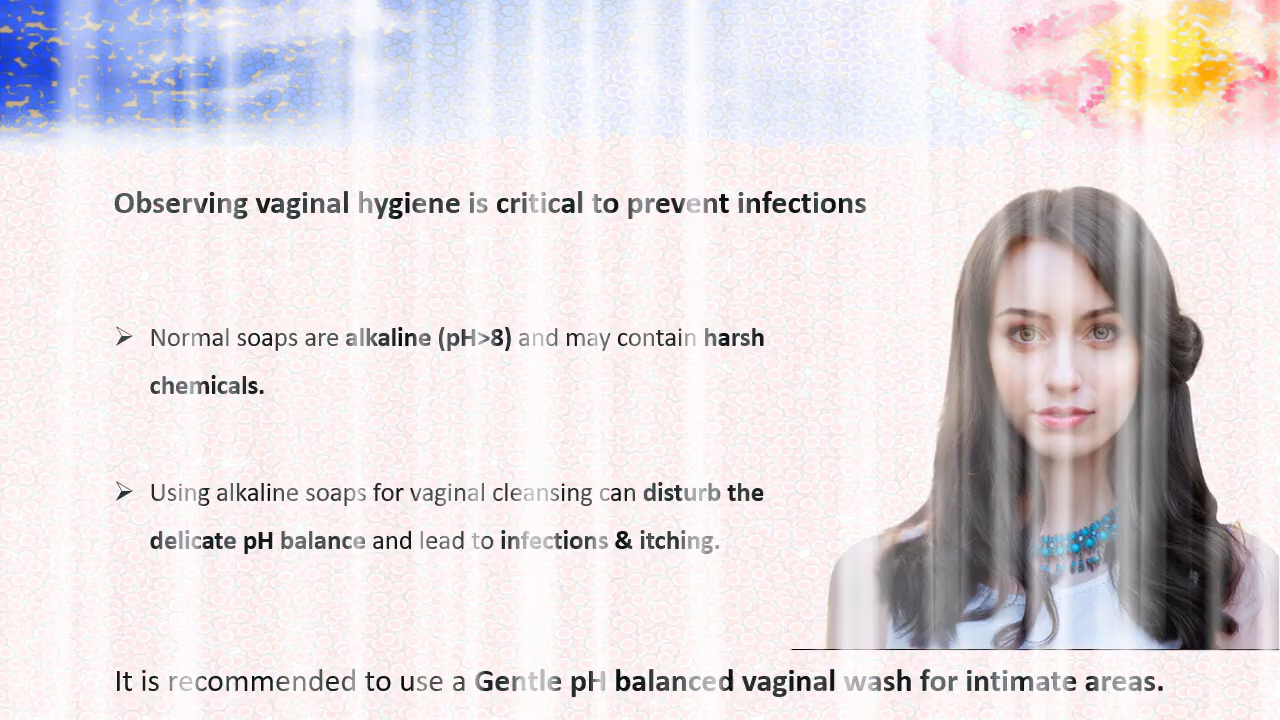 Observing vaginal hygiene is critical to prevent infections
Normal soaps are alkaline (pH>8) and may contain harsh
chemicals.
Using alkaline soaps for vaginal cleansing can disturb the
delicate pH balance and lead to infections & itching.
It is recommended to use a Gentle pH balanced vaginal wash for intimate areas.